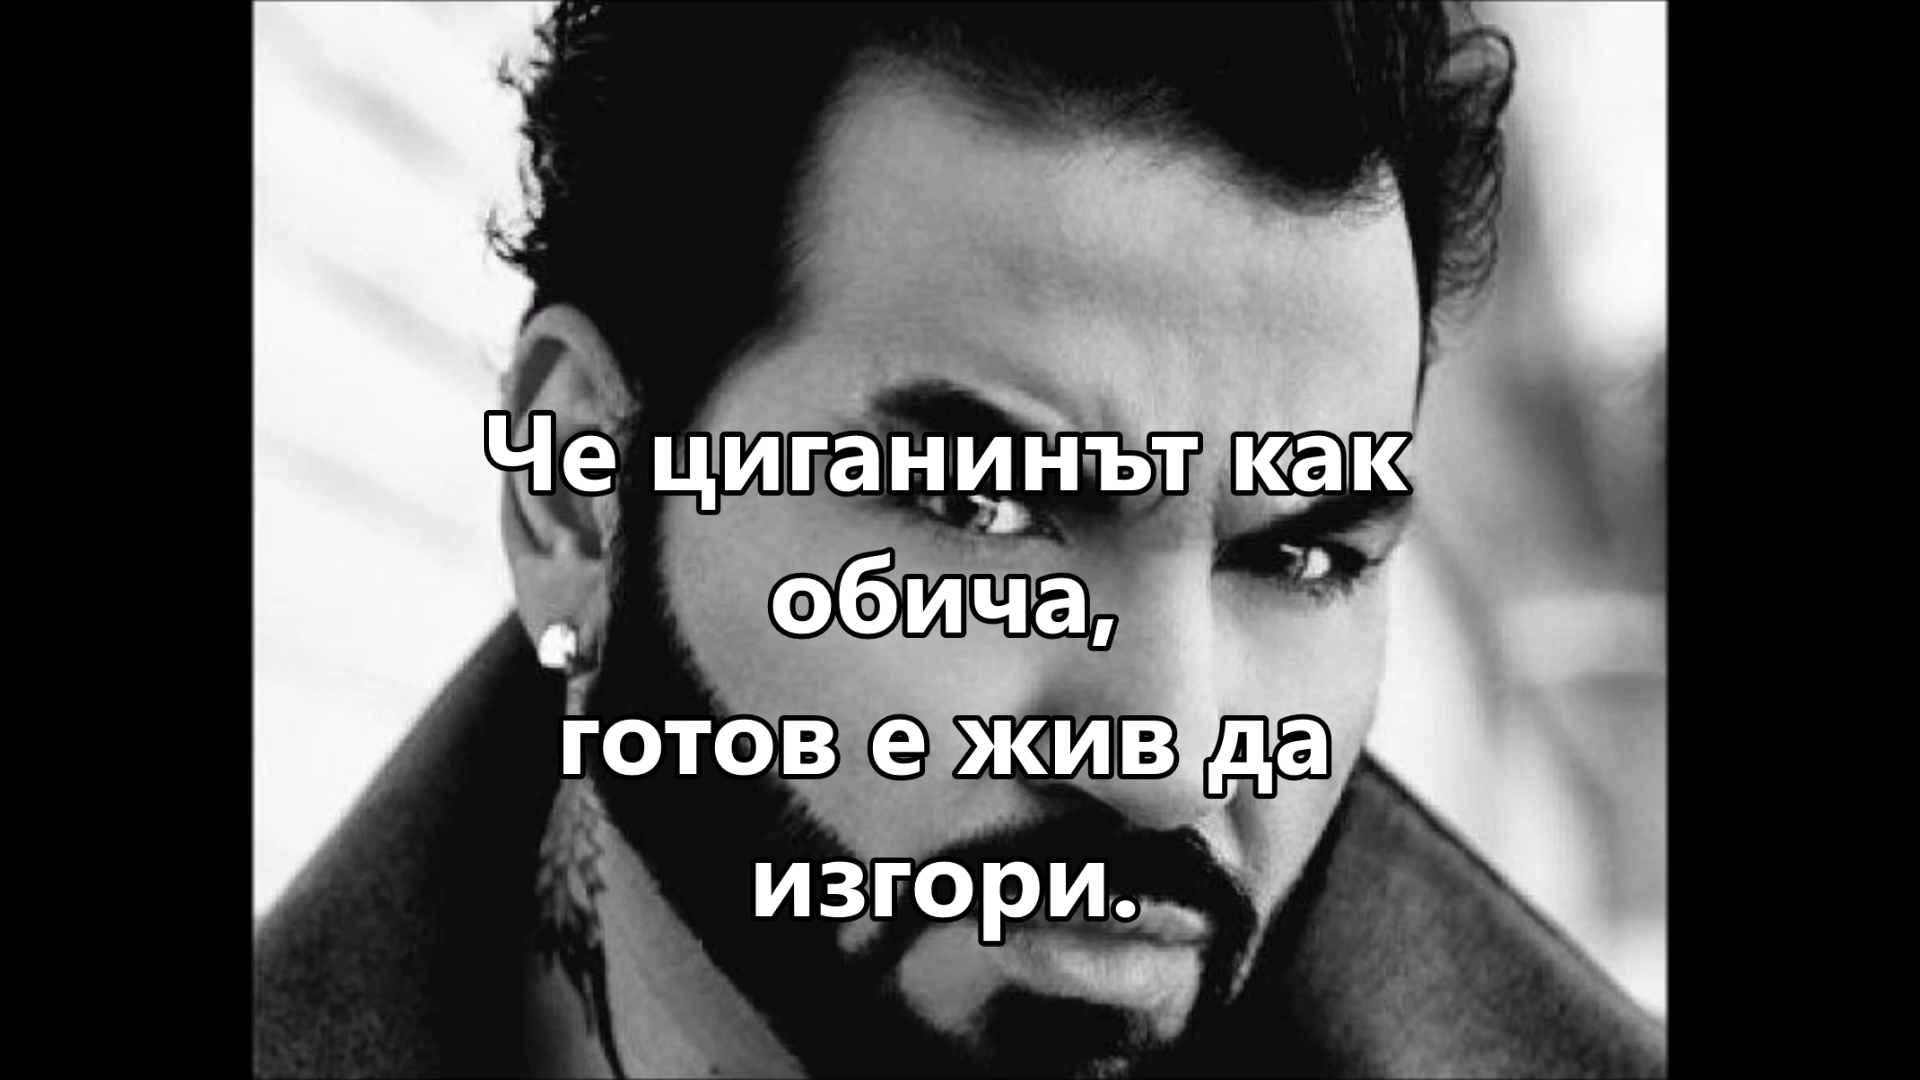 Че циганинът как
обича,
готов е жив да
изгори.